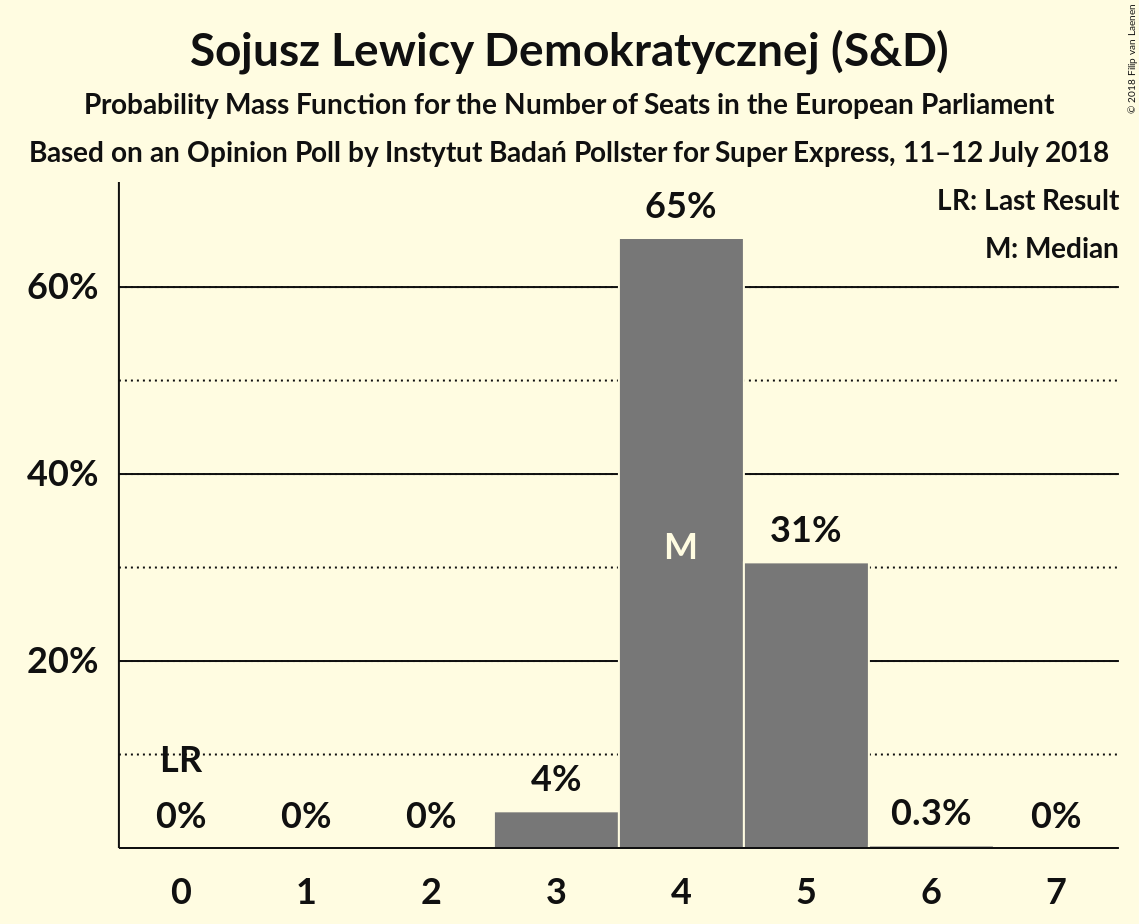 Sojusz Lewicy Demokratycznej (S&D)
Probability Mass Function for the Number of Seats in the European Parliament
Based on an Opinion Poll by Instytut Badań Pollster for Super Express, 11–12 July 2018
© 2018 Filip van Laenen
LR: Last Result
M: Median
65%
60%
40%
31%
M
20%
LR
4%
0% 0% 0% 0.3% 0%
0 1 2 3 4 5 6 7